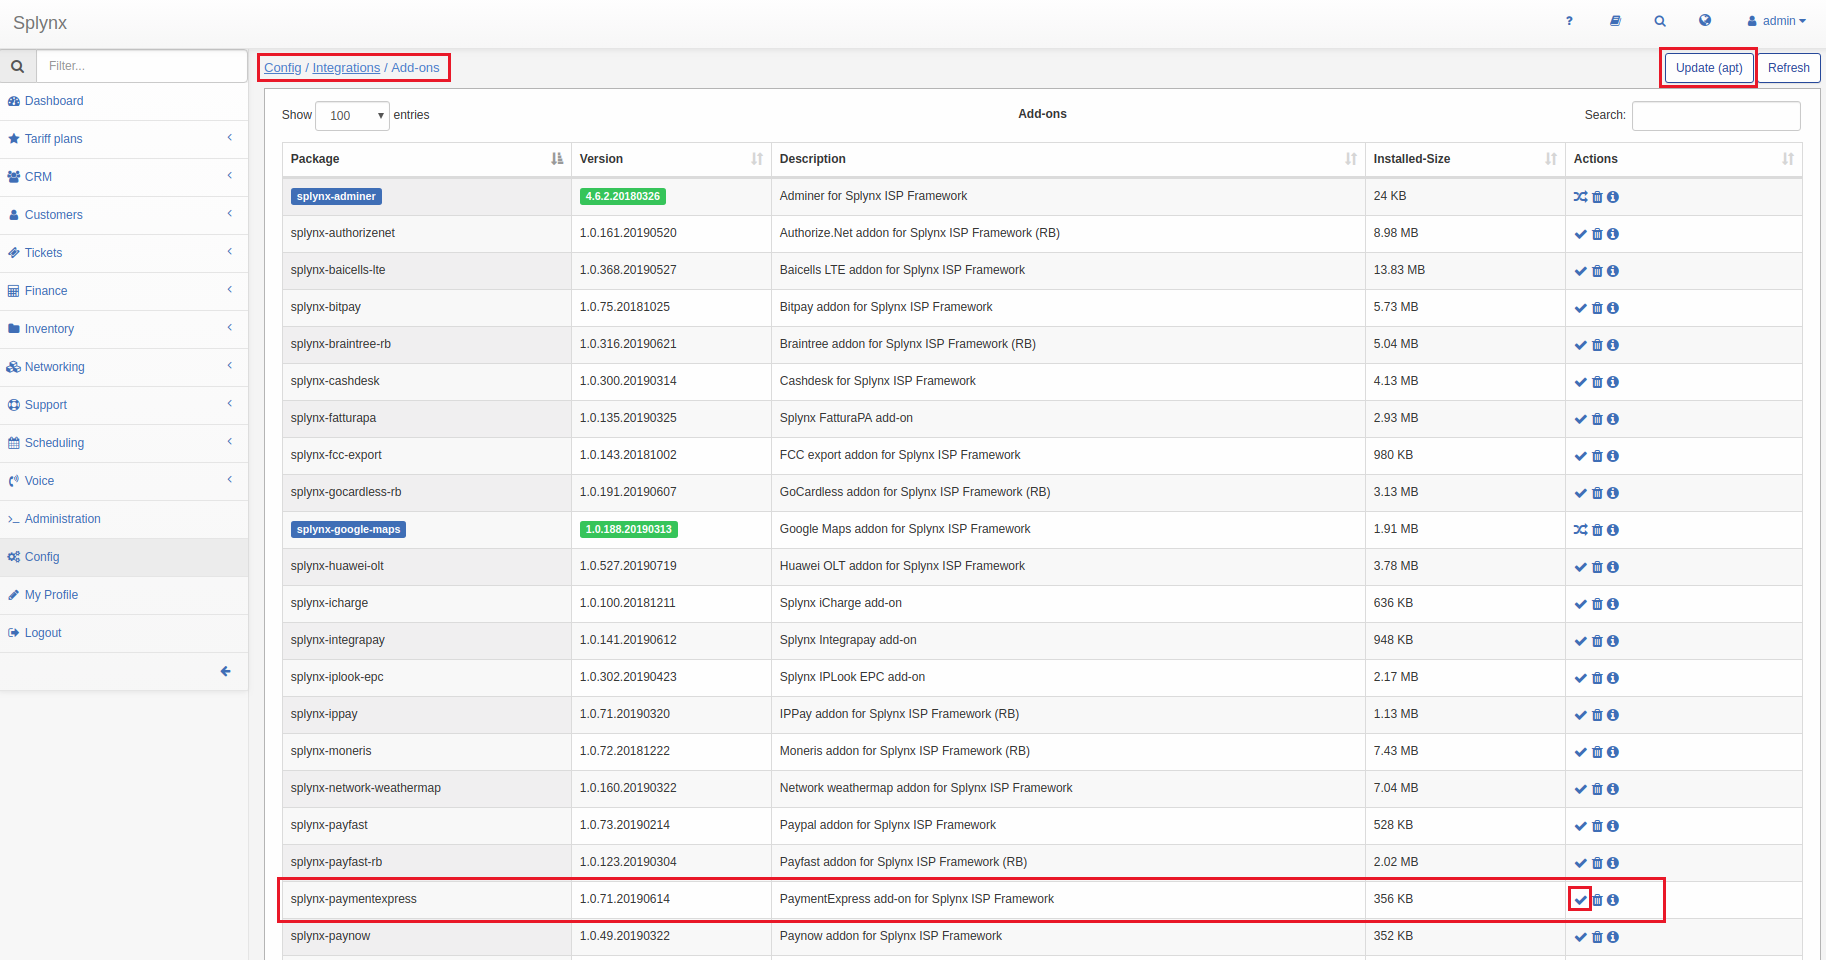 Splynx
? admin
Filter...
Config / Integrations / Add-ons
Update (apt)
Refresh
Dashboard
Tariff plans
CRM
Customers
Tickets
Finance
Inventory
Networking
Support
Scheduling
Voice
Administration
Config
My Profile
Logout
Show 100 entries
Add-ons
Search:
Package Version Description Installed-Size Actions
splynx-adminer 4.6.2.20180326 Adminer for Splynx ISP Framework 24 KB
splynx-authorizenet 1.0.161.20190520 Authorize.Net addon for Splynx ISP Framework (RB) 8.98 MB
splynx-baicells-lte 1.0.368.20190527 Baicells LTE addon for Splynx ISP Framework 13.83 MB
splynx-bitpay 1.0.75.20181025 Bitpay addon for Splynx ISP Framework 5.73 MB
splynx-braintree-rb 1.0.316.20190621 Braintree addon for Splynx ISP Framework (RB) 5.04 MB
splynx-cashdesk 1.0.300.20190314 Cashdesk for Splynx ISP Framework 4.13 MB
splynx-fatturapa 1.0.135.20190325 Splynx FatturaPA add-on 2.93 MB
splynx-fcc-export 1.0.143.20181002 FCC export addon for Splynx ISP Framework 980 KB
splynx-gocardless-rb 1.0.191.20190607 GoCardless addon for Splynx ISP Framework (RB) 3.13 MB
splynx-google-maps 1.0.188.20190313 Google Maps addon for Splynx ISP Framework 1.91 MB
splynx-huawei-olt 1.0.527.20190719 Huawei OLT addon for Splynx ISP Framework 3.78 MB
splynx-icharge 1.0.100.20181211 Splynx iCharge add-on 636 KB
splynx-integrapay 1.0.141.20190612 Splynx Integrapay add-on 948 KB
splynx-iplook-epc 1.0.302.20190423 Splynx IPLook EPC add-on 2.17 MB
splynx-ippay 1.0.71.20190320 IPPay addon for Splynx ISP Framework (RB) 1.13 MB
splynx-moneris 1.0.72.20181222 Moneris addon for Splynx ISP Framework (RB) 7.43 MB
splynx-network-weathermap 1.0.160.20190322 Network weathermap addon for Splynx ISP Framework 7.04 MB
splynx-payfast 1.0.73.20190214 Paypal addon for Splynx ISP Framework 528 KB
splynx-payfast-rb 1.0.123.20190304 Payfast addon for Splynx ISP Framework (RB) 2.02 MB
splynx-paymentexpress 1.0.71.20190614 PaymentExpress add-on for Splynx ISP Framework 356 KB
splynx-paynow 1.0.49.20190322 Paynow addon for Splynx ISP Framework 352 KB